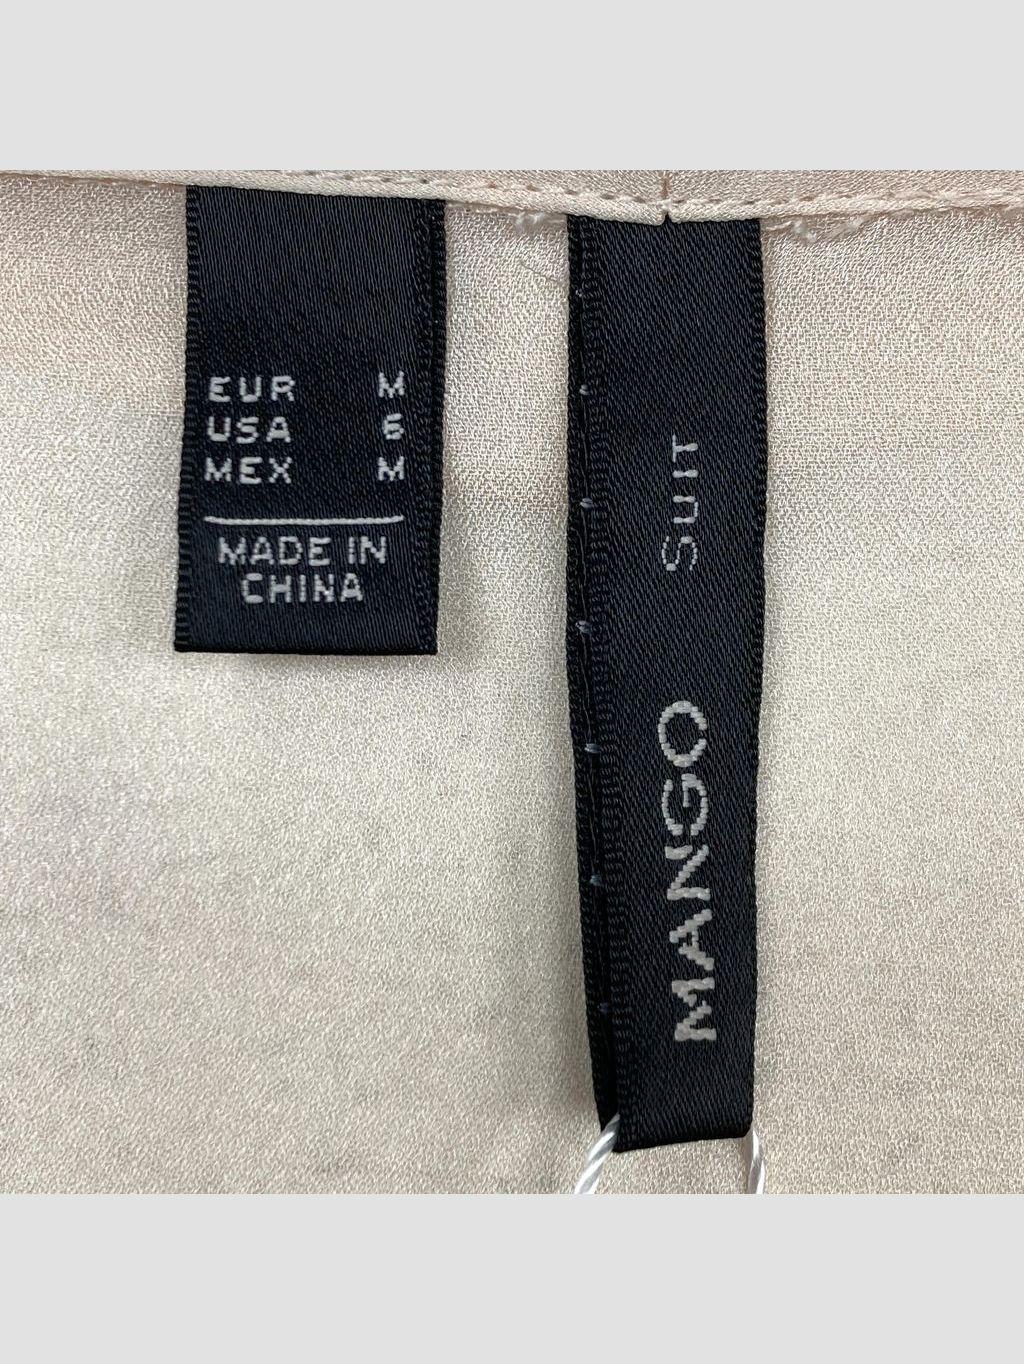 EUR M
USA 6
MEX M
MADE IN
CHINA
MANGO SUIT